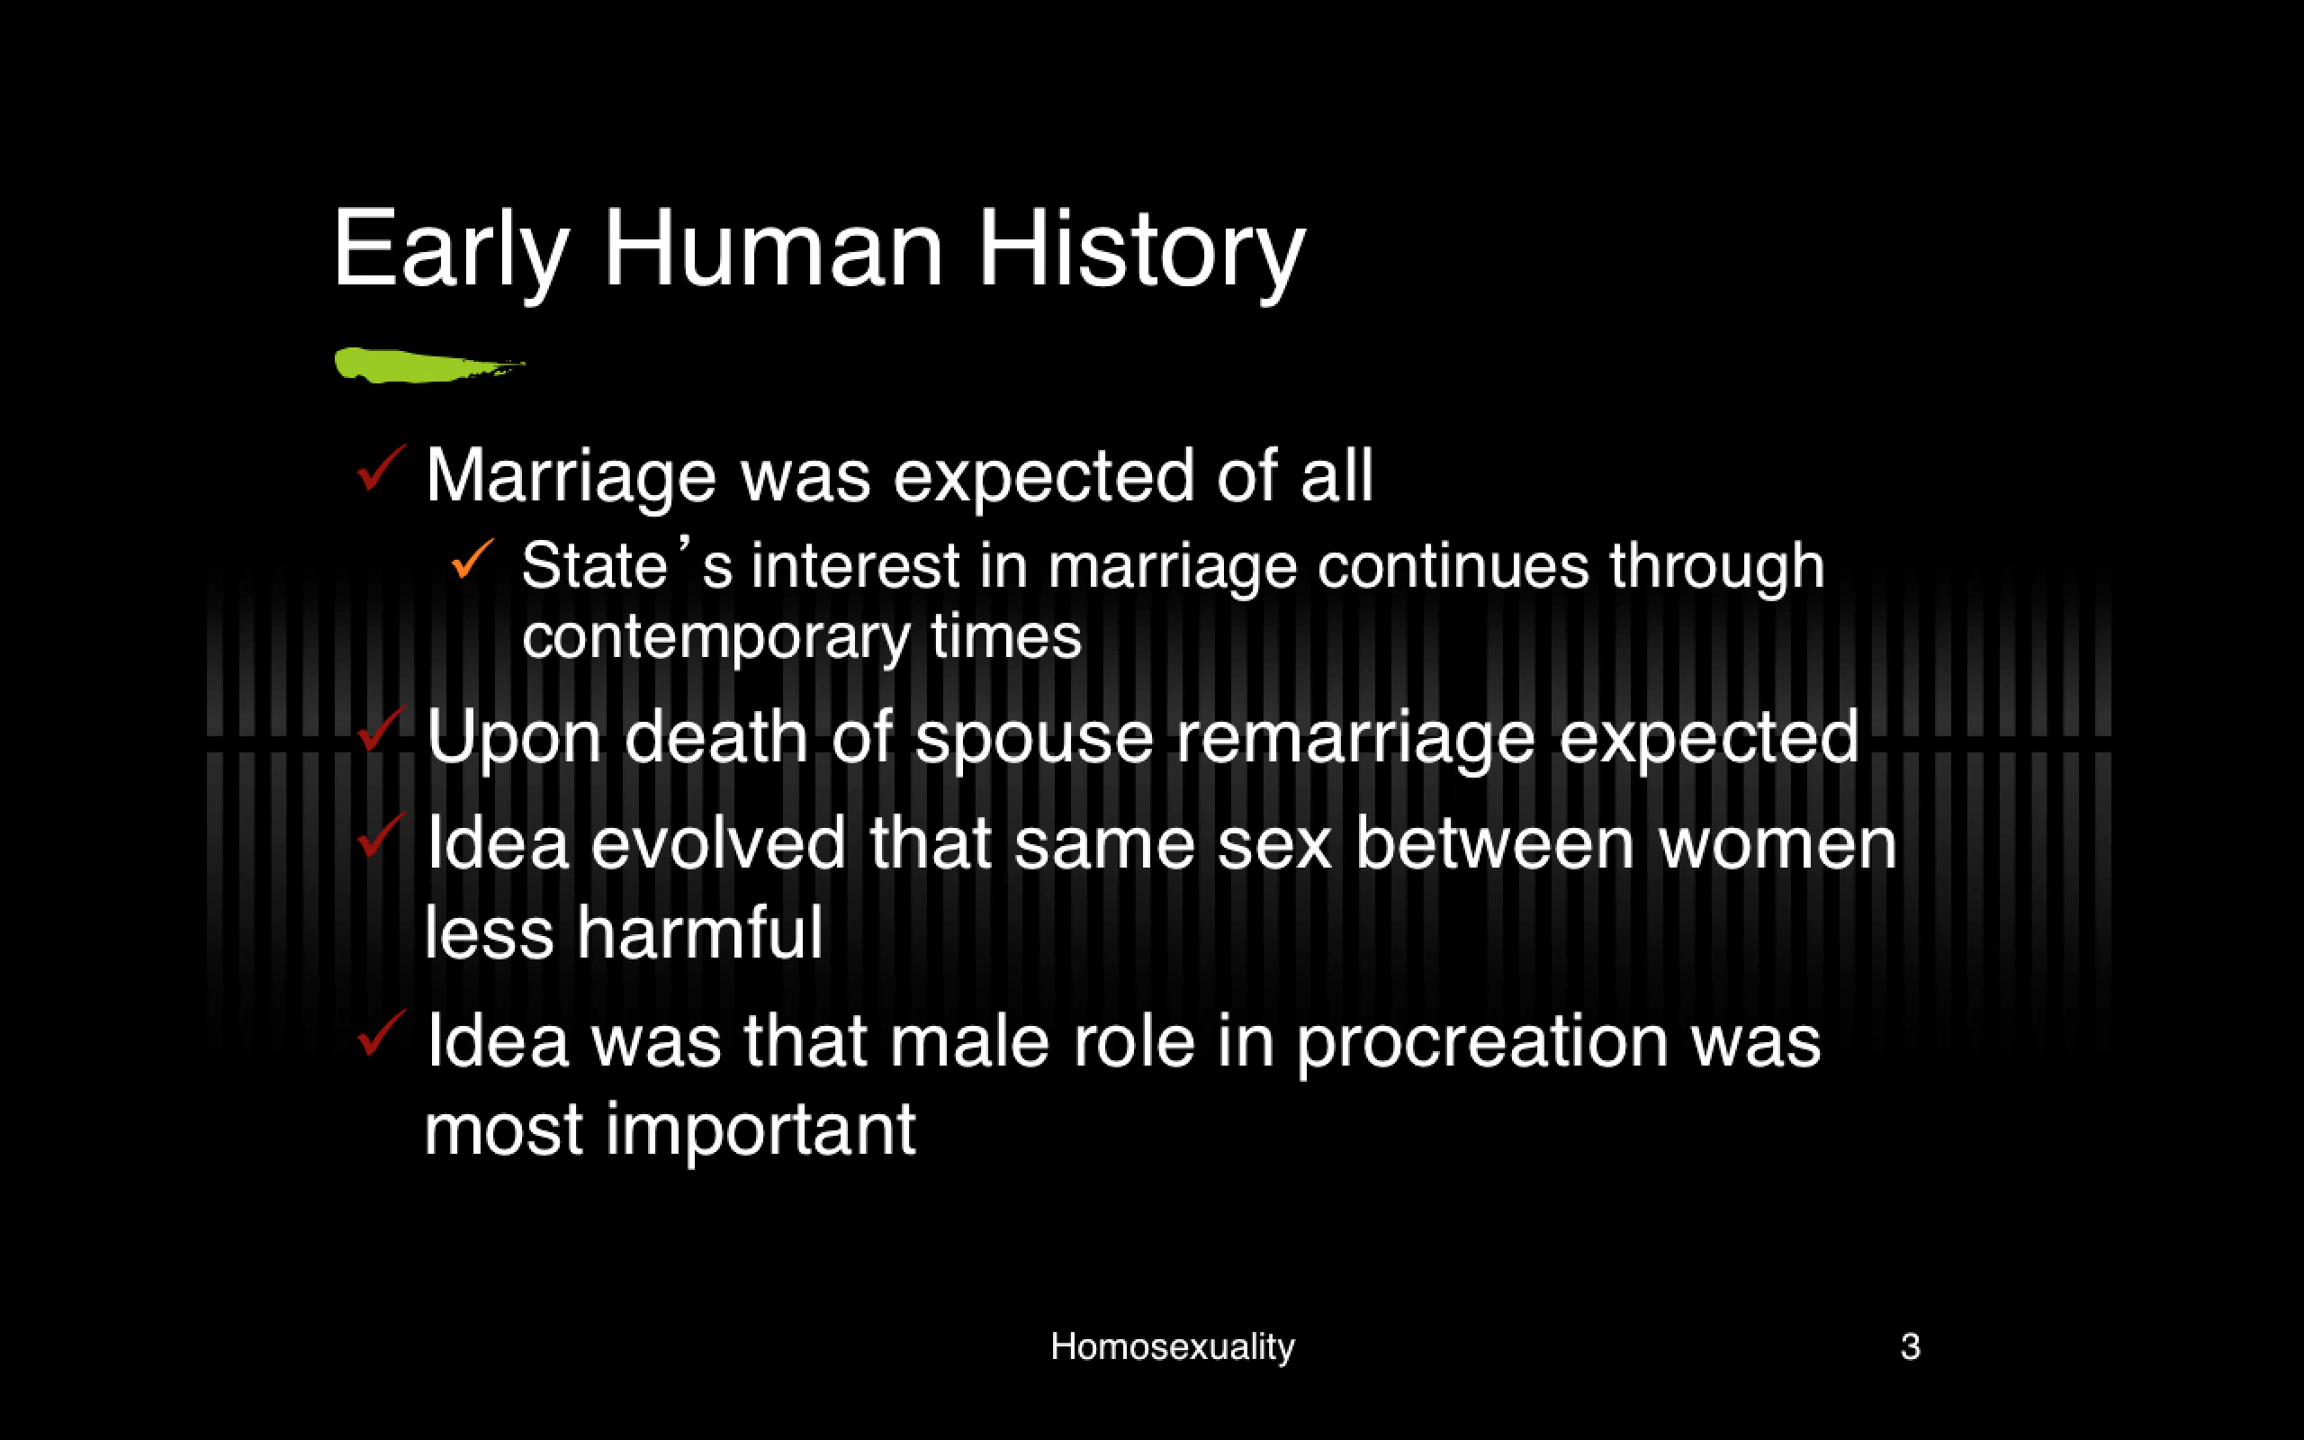 Early Human History
Marriage was expected of all
State’s interest in marriage continues through
contemporary times
Upon death of spouse remarriage expected
Idea evolved that same sex between women
less harmful
Idea was that male role in procreation was
most important
Homosexuality
3